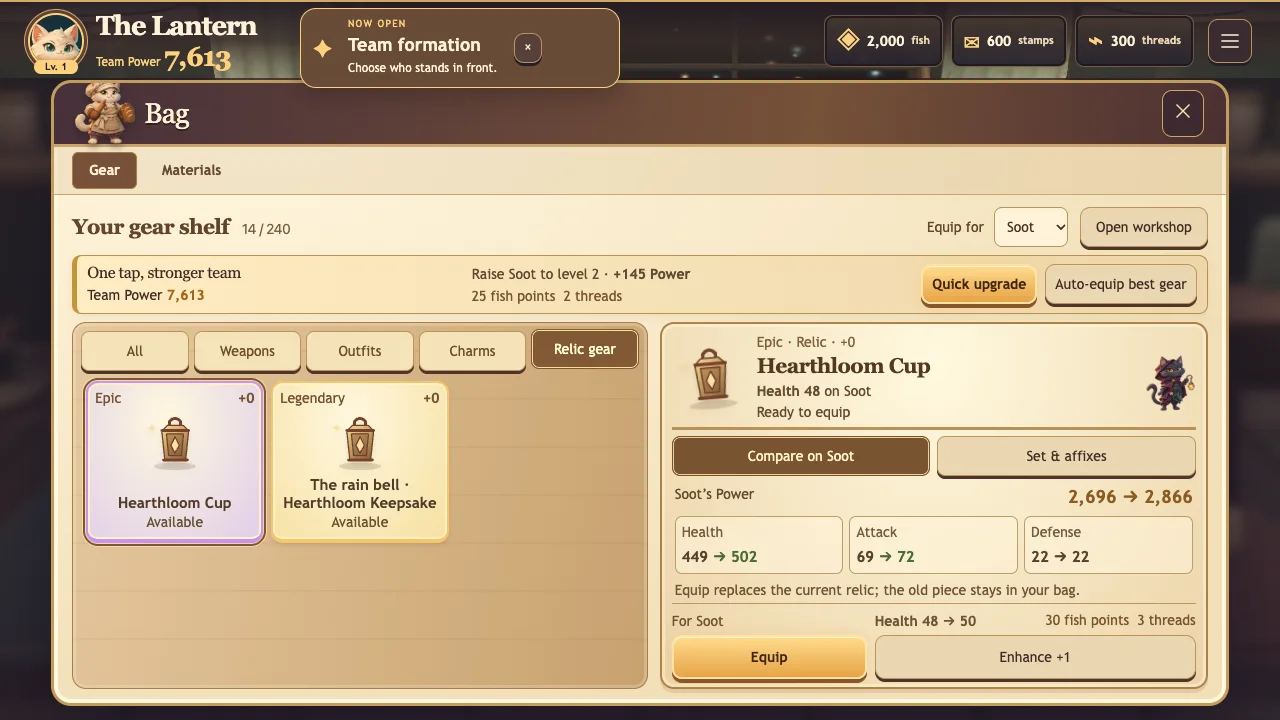 The Lantern
Lv. 1
Team Power 7,613
NOW OPEN
Team formation
Choose who stands in front.
×
2,000 fish
600 stamps
300 threads
Bag
Gear
Materials
Your gear shelf 14 / 240
Equip for
Soot
Open workshop
One tap, stronger team
Team Power 7,613
Raise Soot to level 2 · +145 Power
25 fish points 2 threads
Quick upgrade
Auto-equip best gear
All
Weapons
Outfits
Charms
Relic gear
Epic +0
Hearthloom Cup
Available
Legendary +0
The rain bell ·
Hearthloom Keepsake
Available
Epic · Relic · +0
Hearthloom Cup
Health 48 on Soot
Ready to equip
Compare on Soot
Set & affixes
Soot's Power
2,696 → 2,866
Health
449 → 502
Attack
69 → 72
Defense
22 → 22
Equip replaces the current relic; the old piece stays in your bag.
For Soot
Health 48 → 50
30 fish points 3 threads
Equip
Enhance +1